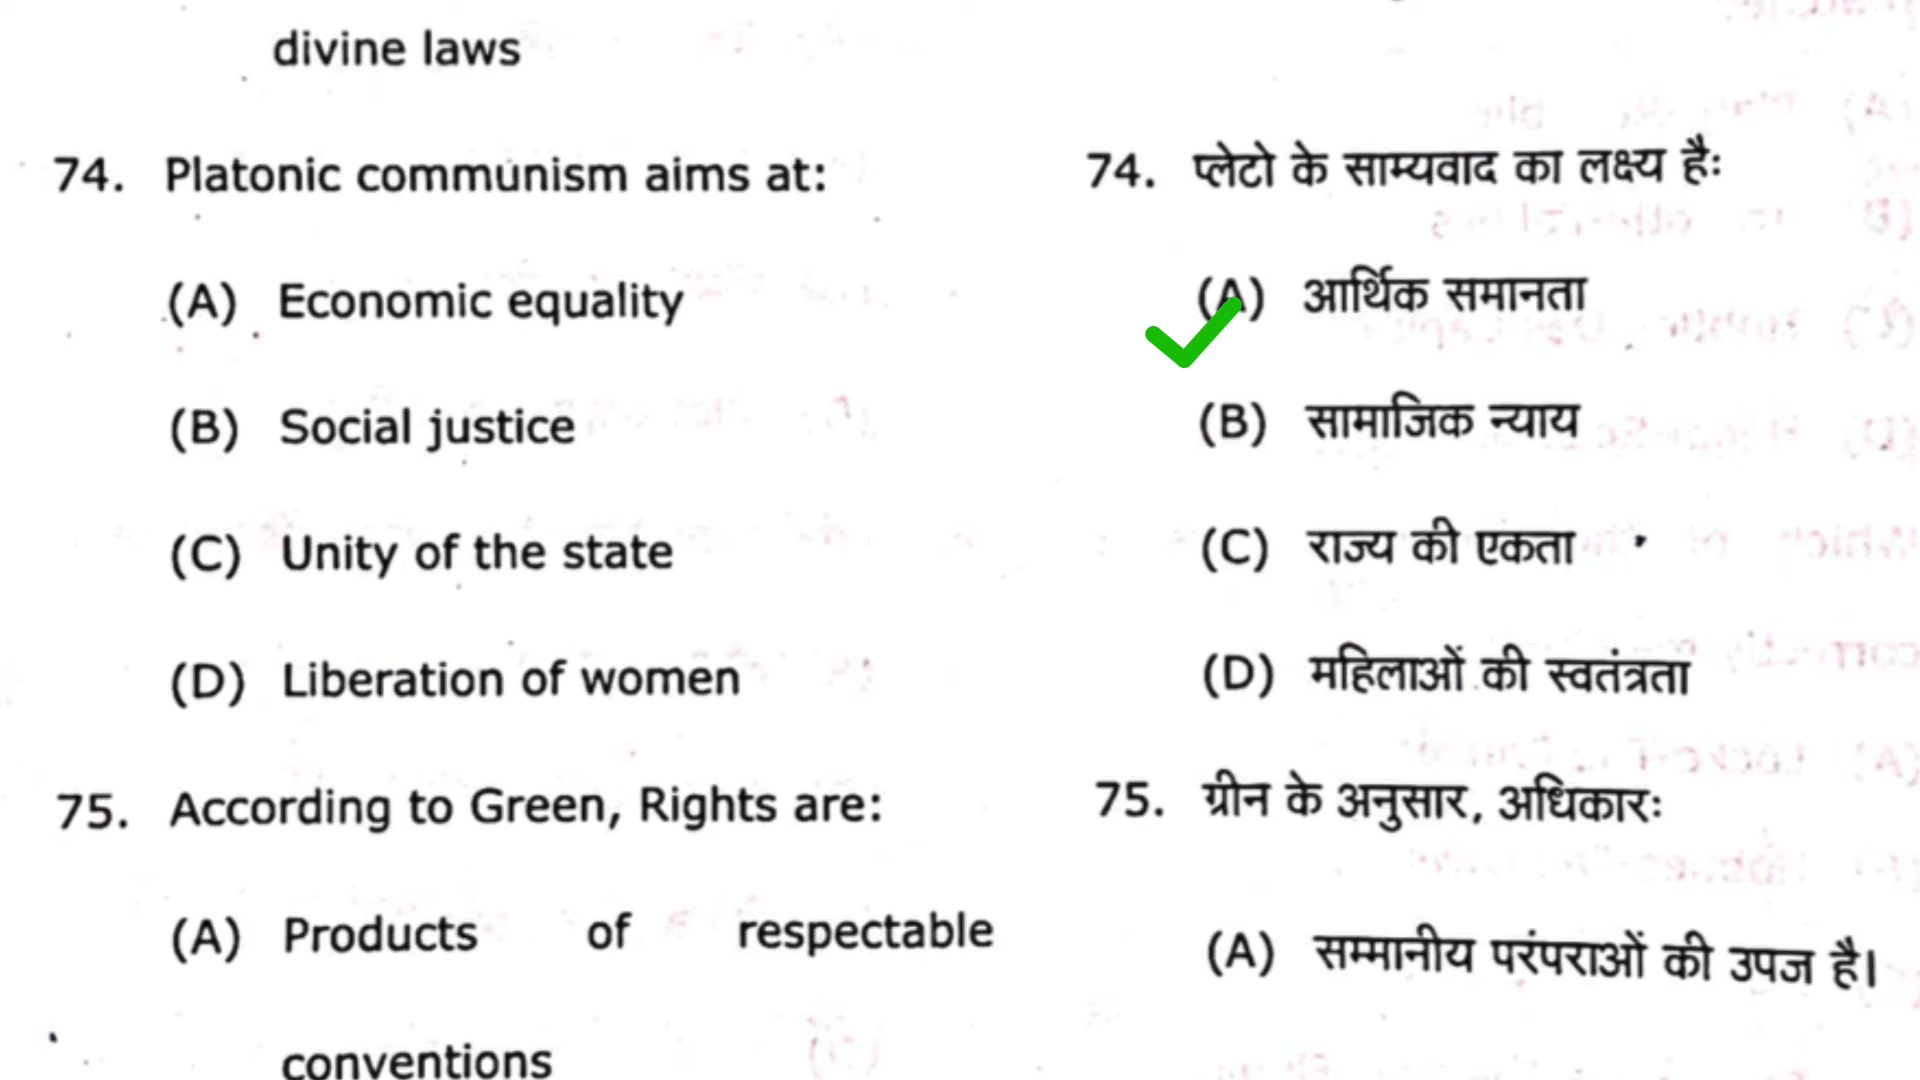 divine laws
74. Platonic communism aims at:
(A) Economic equality
(B) Social justice
(C) Unity of the state
(D) Liberation of women
75. According to Green, Rights are:
(A) Products of respectable
conventions
74. प्लेटो के साम्यवाद का लक्ष्य हैः
(A) आर्थिक समानता
(B) सामाजिक न्याय
(C) राज्य की एकता
(D) महिलाओं की स्वतंत्रता
75. ग्रीन के अनुसार, अधिकारः
(A) सम्मानीय परंपराओं की उपज है।